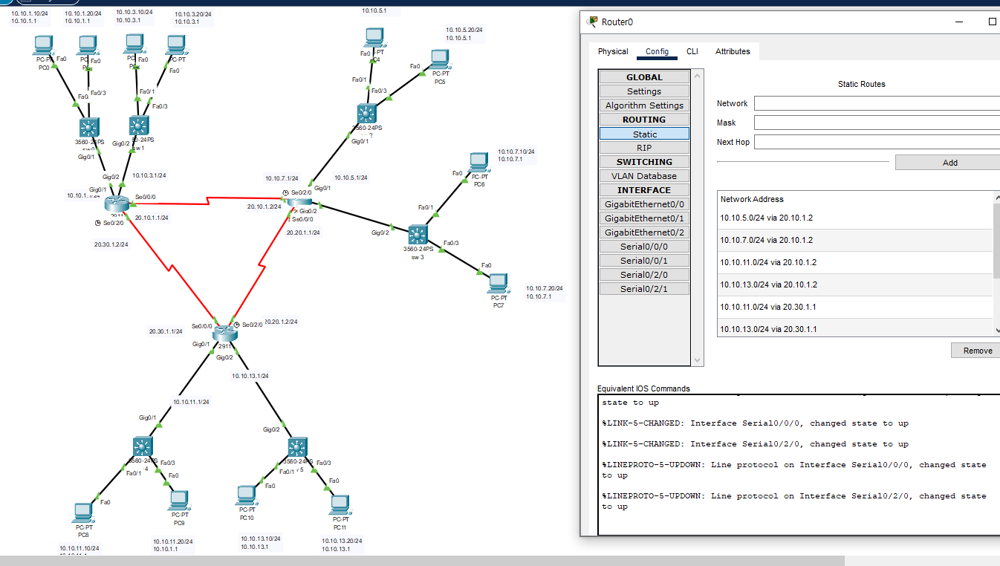 10.10.1.10/24
10.10.1.1
10.10.1.20/24
10.10.1.1
10.10.3.10/24
10.10.3.1
10.10.3.20/24
10.10.3.1
10.10.5.1
10.10.5.20/24
10.10.5.1
Fa0
PC0
Fa0
Fa0
PC-PT
Fa0
Fa0
Fa0/3
Fa0/1
Fa0/3
3560-24PS
Gig0/1
Gig0/2
sw 1
Fa0
Fa0
PC-PT
PC5
Fa0/1
Fa0/3
3560-24PS
Gig0/1
Gig0/2
10.10.3.1/24
Gig0/1
Se0/0/0
2911
Se0/2/0
20.10.1.1/24
20.30.1.2/24
10.10.7.1/24
10.10.5.1/24
Se0/2/0
Gig0/1
20.10.1.2/24
Gig0/2
Se0/0/0
20.20.1.1/24
10.10.7.10/24
10.10.7.1
Fa0
PC-PT
PC6
Fa0/1
Gig0/2
Fa0/3
3560-24PS
sw 3
Fa0
PC-PT
PC7
10.10.7.20/24
10.10.7.1
20.30.1.1/24
Se0/0/0
Se0/2/0
20.20.1.2/24
Gig0/1
2911
Gig0/2
10.10.13.1/24
10.10.11.1/24
Gig0/1
Gig0/2
3560-24PS
Fa0/3
4
Fa0/1
Fa0
3560-24PS
Fa0/3
5
Fa0/1
Fa0
Fa0
Fa0
PC-PT
PC8
PC-PT
PC9
PC-PT
PC10
PC-PT
PC11
10.10.11.10/24
10.10.11.20/24
10.10.1.1
10.10.13.10/24
10.10.13.1
10.10.13.20/24
10.10.13.1
Router0
Physical Config CLI Attributes
GLOBAL
Settings
Algorithm Settings
ROUTING
Static
RIP
SWITCHING
VLAN Database
INTERFACE
GigabitEthernet0/0
GigabitEthernet0/1
GigabitEthernet0/2
Serial0/0/0
Serial0/0/1
Serial0/2/0
Serial0/2/1
Static Routes
Network
Mask
Next Hop
Add
Network Address
10.10.5.0/24 via 20.10.1.2
10.10.7.0/24 via 20.10.1.2
10.10.11.0/24 via 20.10.1.2
10.10.13.0/24 via 20.10.1.2
10.10.11.0/24 via 20.30.1.1
10.10.13.0/24 via 20.30.1.1
Remove
Equivalent IOS Commands
state to up
%LINK-5-CHANGED: Interface Serial0/0/0, changed state to up
%LINK-5-CHANGED: Interface Serial0/2/0, changed state to up
%LINEPROTO-5-UPDOWN: Line protocol on Interface Serial0/0/0, changed state
to up
%LINEPROTO-5-UPDOWN: Line protocol on Interface Serial0/2/0, changed state
to up